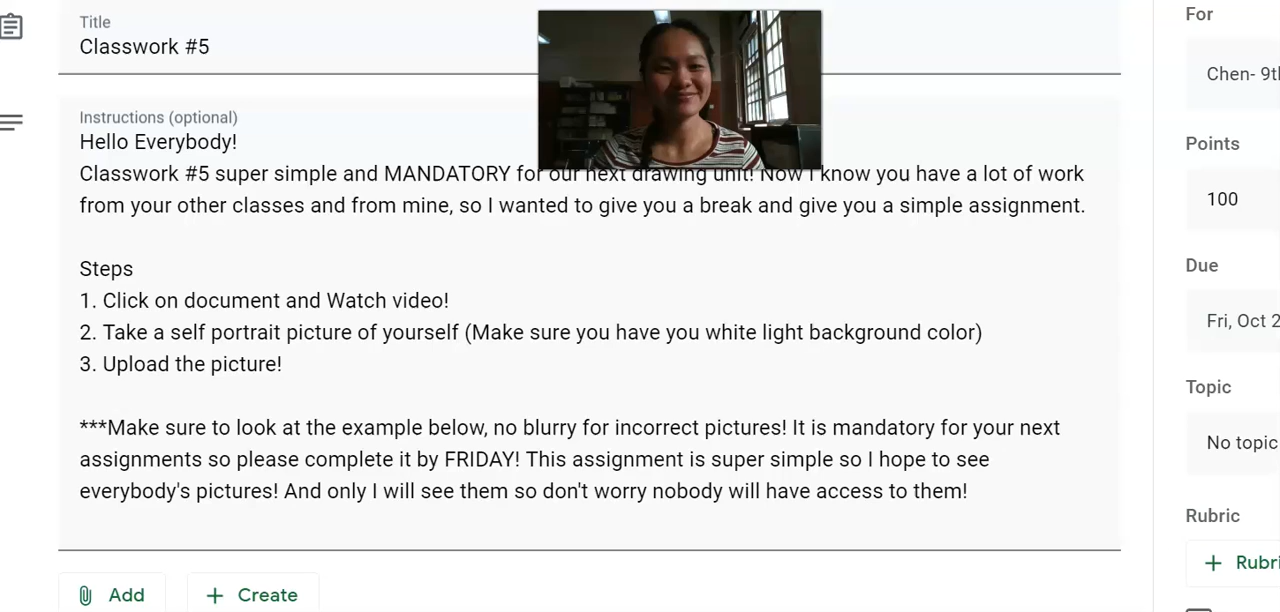 Title
Classwork #5
Instructions (optional)
Hello Everybody!
Classwork #5 super simple and MANDATORY for our next drawing unit! Now I know you have a lot of work
from your other classes and from mine, so I wanted to give you a break and give you a simple assignment.
Steps
1. Click on document and Watch video!
2. Take a self portrait picture of yourself (Make sure you have you white light background color)
3. Upload the picture!
***Make sure to look at the example below, no blurry for incorrect pictures! It is mandatory for your next
assignments so please complete it by FRIDAY! This assignment is super simple so I hope to see
everybody's pictures! And only I will see them so don't worry nobody will have access to them!
Add
+ Create
For
Chen- 9t
Points
100
Due
Fri, Oct 2
Topic
No topic
Rubric
+ Rubri